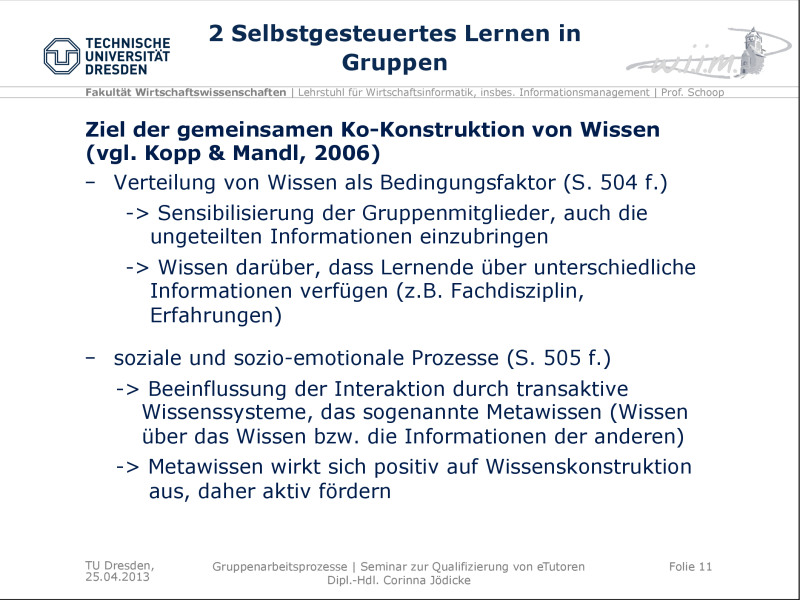 2 Selbstgesteuertes Lernen in
Gruppen
TECHNISCHE
UNIVERSITÄT
DRESDEN
w.i.i.m.
Fakultät Wirtschaftswissenschaften | Lehrstuhl für Wirtschaftsinformatik, insbes. Informationsmanagement | Prof. Schoop
Ziel der gemeinsamen Ko-Konstruktion von Wissen
(vgl. Kopp & Mandl, 2006)
– Verteilung von Wissen als Bedingungsfaktor (S. 504 f.)
-> Sensibilisierung der Gruppenmitglieder, auch die
ungeteilten Informationen einzubringen
-> Wissen darüber, dass Lernende über unterschiedliche
Informationen verfügen (z.B. Fachdisziplin,
Erfahrungen)
– soziale und sozio-emotionale Prozesse (S. 505 f.)
-> Beeinflussung der Interaktion durch transaktive
Wissenssysteme, das sogenannte Metawissen (Wissen
über das Wissen bzw. die Informationen der anderen)
-> Metawissen wirkt sich positiv auf Wissenskonstruktion
aus, daher aktiv fördern
TU Dresden,
25.04.2013
Gruppenarbeitsprozesse | Seminar zur Qualifizierung von eTutoren
Dipl.-Hdl. Corinna Jödicke
Folie 11